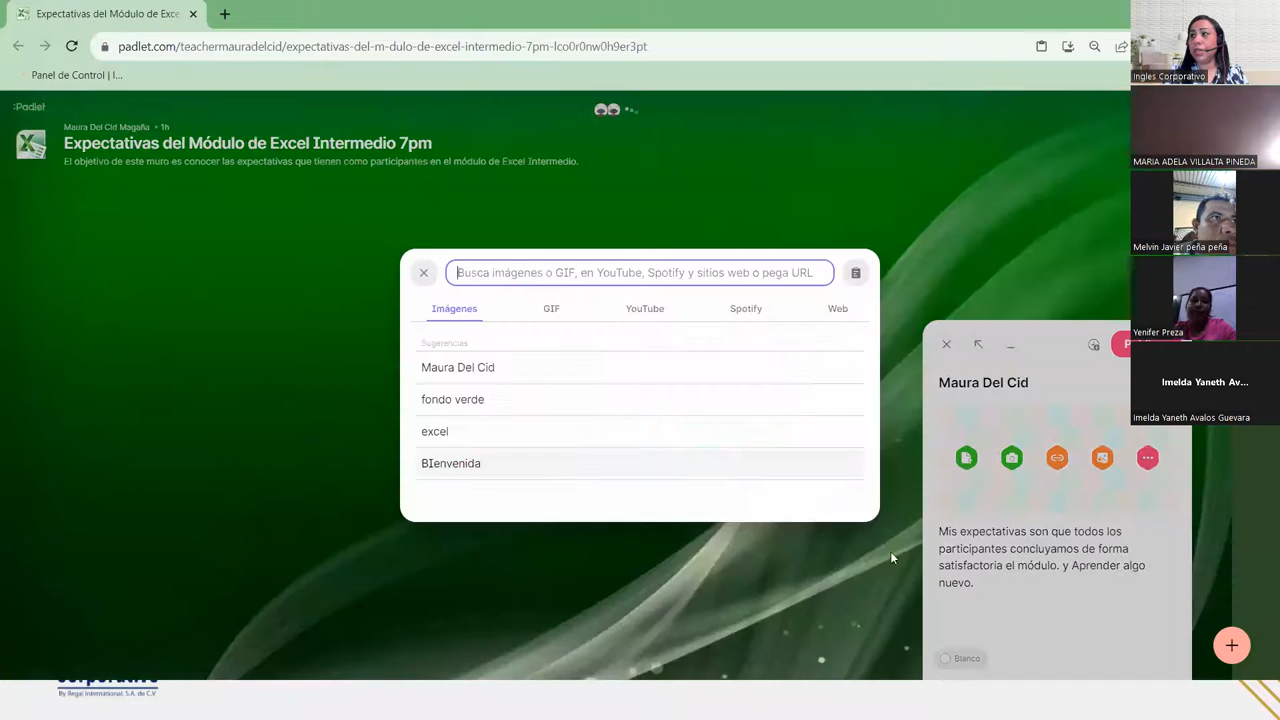 Expectativas del Módulo de Exce
padlet.com/teachermauradelcid/expectativas-del-m-dulo-de-excel-intermedio-7pm-lco0r0nw0h9er3pt
Panel de Control | I...
:Padlet
Maura Del Cid Magaña • 1h
Expectativas del Módulo de Excel Intermedio 7pm
El objetivo de este muro es conocer las expectativas que tienen como participantes en el módulo de Excel Intermedio.
Busca imágenes o GIF, en YouTube, Spotify y sitios web o pega URL
Imágenes GIF YouTube Spotify Web
Sugerencias
Maura Del Cid
fondo verde
excel
BIenvenida
Maura Del Cid
Mis expectativas son que todos los
participantes concluyamos de forma
satisfactoria el módulo. y Aprender algo
nuevo.
Blanco
Ingles Corporativo
MARIA ADELA VILLALTA PINEDA
Melvin Javier peña peña
Yenifer Preza
Imelda Yaneth Av...
Imelda Yaneth Avalos Guevara
By Regal International, S.A. de C.V